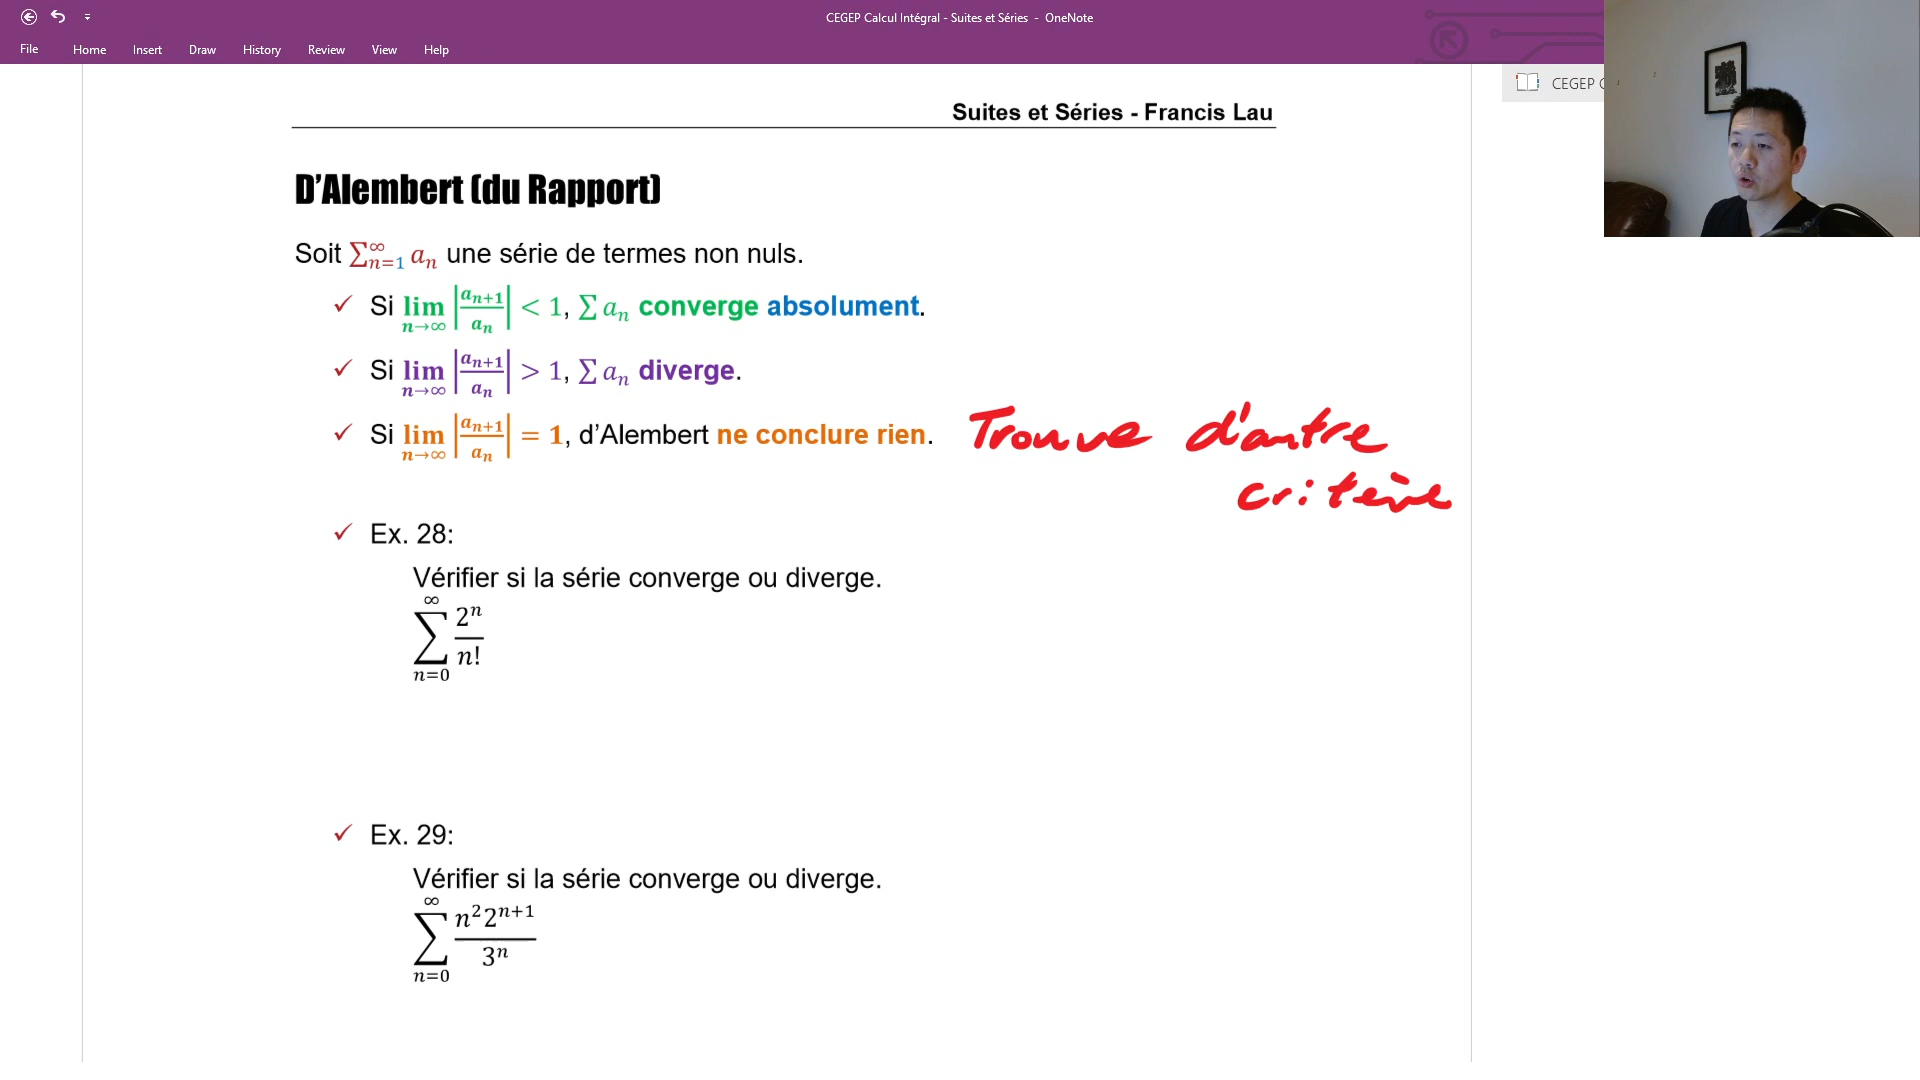 CEGEP Calcul Intégral - Suites et Séries - OneNote
File Home Insert Draw History Review View Help
CEGEP C
Suites et Séries - Francis Lau
D'Alembert (du Rapport)
Soit ∑_{n=1}^{∞} a_n une série de termes non nuls.
✓ Si lim_{n→∞} |a_{n+1}/a_n| < 1, ∑ a_n converge absolument.
✓ Si lim_{n→∞} |a_{n+1}/a_n| > 1, ∑ a_n diverge.
✓ Si lim_{n→∞} |a_{n+1}/a_n| = 1, d'Alembert ne conclure rien. Trouve d'autre
critère
✓ Ex. 28:
Vérifier si la série converge ou diverge.
∑_{n=0}^{∞} 2^n/n!
✓ Ex. 29:
Vérifier si la série converge ou diverge.
∑_{n=0}^{∞} n^2 2^{n+1}/3^n